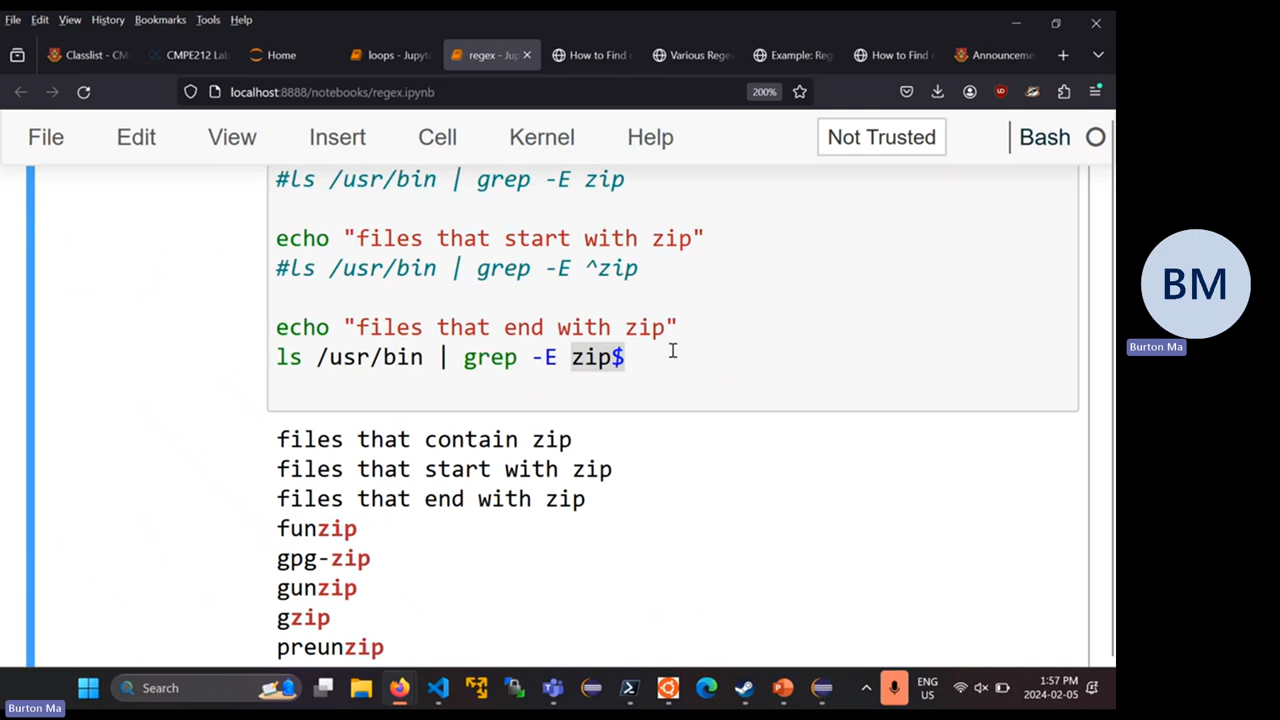 File Edit View History Bookmarks Tools Help
Classlist - CM CMPE212 Lab Home loops - Jupyt regex - Jup How to Find Various Rege Example: Reg How to Find Announceme
localhost:8888/notebooks/regex.ipynb 200%
File Edit View Insert Cell Kernel Help Not Trusted Bash
#ls /usr/bin | grep -E zip
echo "files that start with zip"
#ls /usr/bin | grep -E ^zip
echo "files that end with zip"
ls /usr/bin | grep -E zip$
files that contain zip
files that start with zip
files that end with zip
funzip
gpg-zip
gunzip
gzip
preunzip
BM
Burton Ma
Search
ENG
US
1:57 PM
2024-02-05
Burton Ma